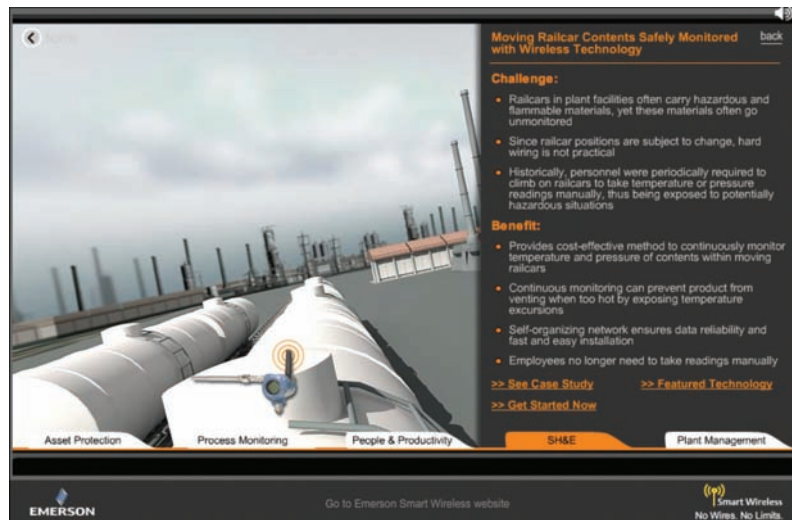 home
Moving Railcar Contents Safely Monitored
with Wireless Technology
back
Challenge:
• Railcars in plant facilities often carry hazardous and
flammable materials, yet these materials often go
unmonitored
• Since railcar positions are subject to change, hard
wiring is not practical
• Historically, personnel were periodically required to
climb on railcars to take temperature or pressure
readings manually, thus being exposed to potentially
hazardous situations
Benefit:
• Provides cost-effective method to continuously monitor
temperature and pressure of contents within moving
railcars
• Continuous monitoring can prevent product from
venting when too hot by exposing temperature
excursions
• Self-organizing network ensures data reliability and
fast and easy installation
• Employees no longer need to take readings manually
>> See Case Study
>> Featured Technology
>> Get Started Now
Asset Protection
Process Monitoring
People & Productivity
SH&E
Plant Management
EMERSON
Go to Emerson Smart Wireless website
Smart Wireless
No Wires. No Limits.